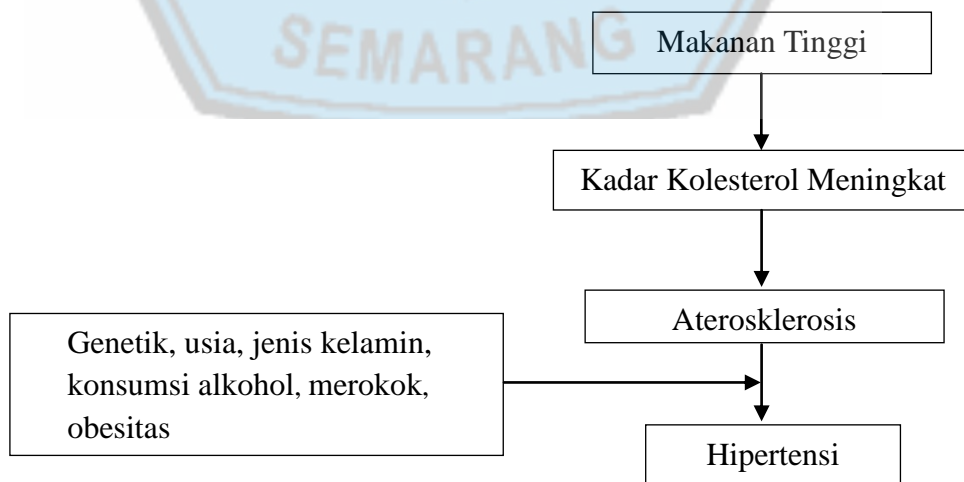 SEMARANG
Makanan Tinggi
Kadar Kolesterol Meningkat
Aterosklerosis
Genetik, usia, jenis kelamin,
konsumsi alkohol, merokok,
obesitas
Hipertensi